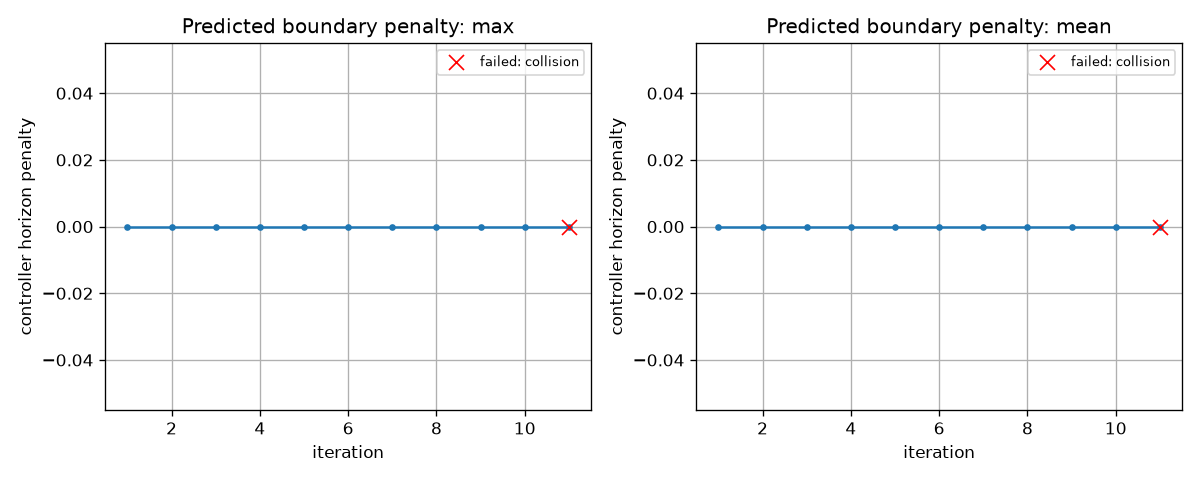 Predicted boundary penalty: max
failed: collision
controller horizon penalty
0.04
0.02
0.00
−0.02
−0.04
2 4 6 8 10
iteration
Predicted boundary penalty: mean
failed: collision
controller horizon penalty
0.04
0.02
0.00
−0.02
−0.04
2 4 6 8 10
iteration